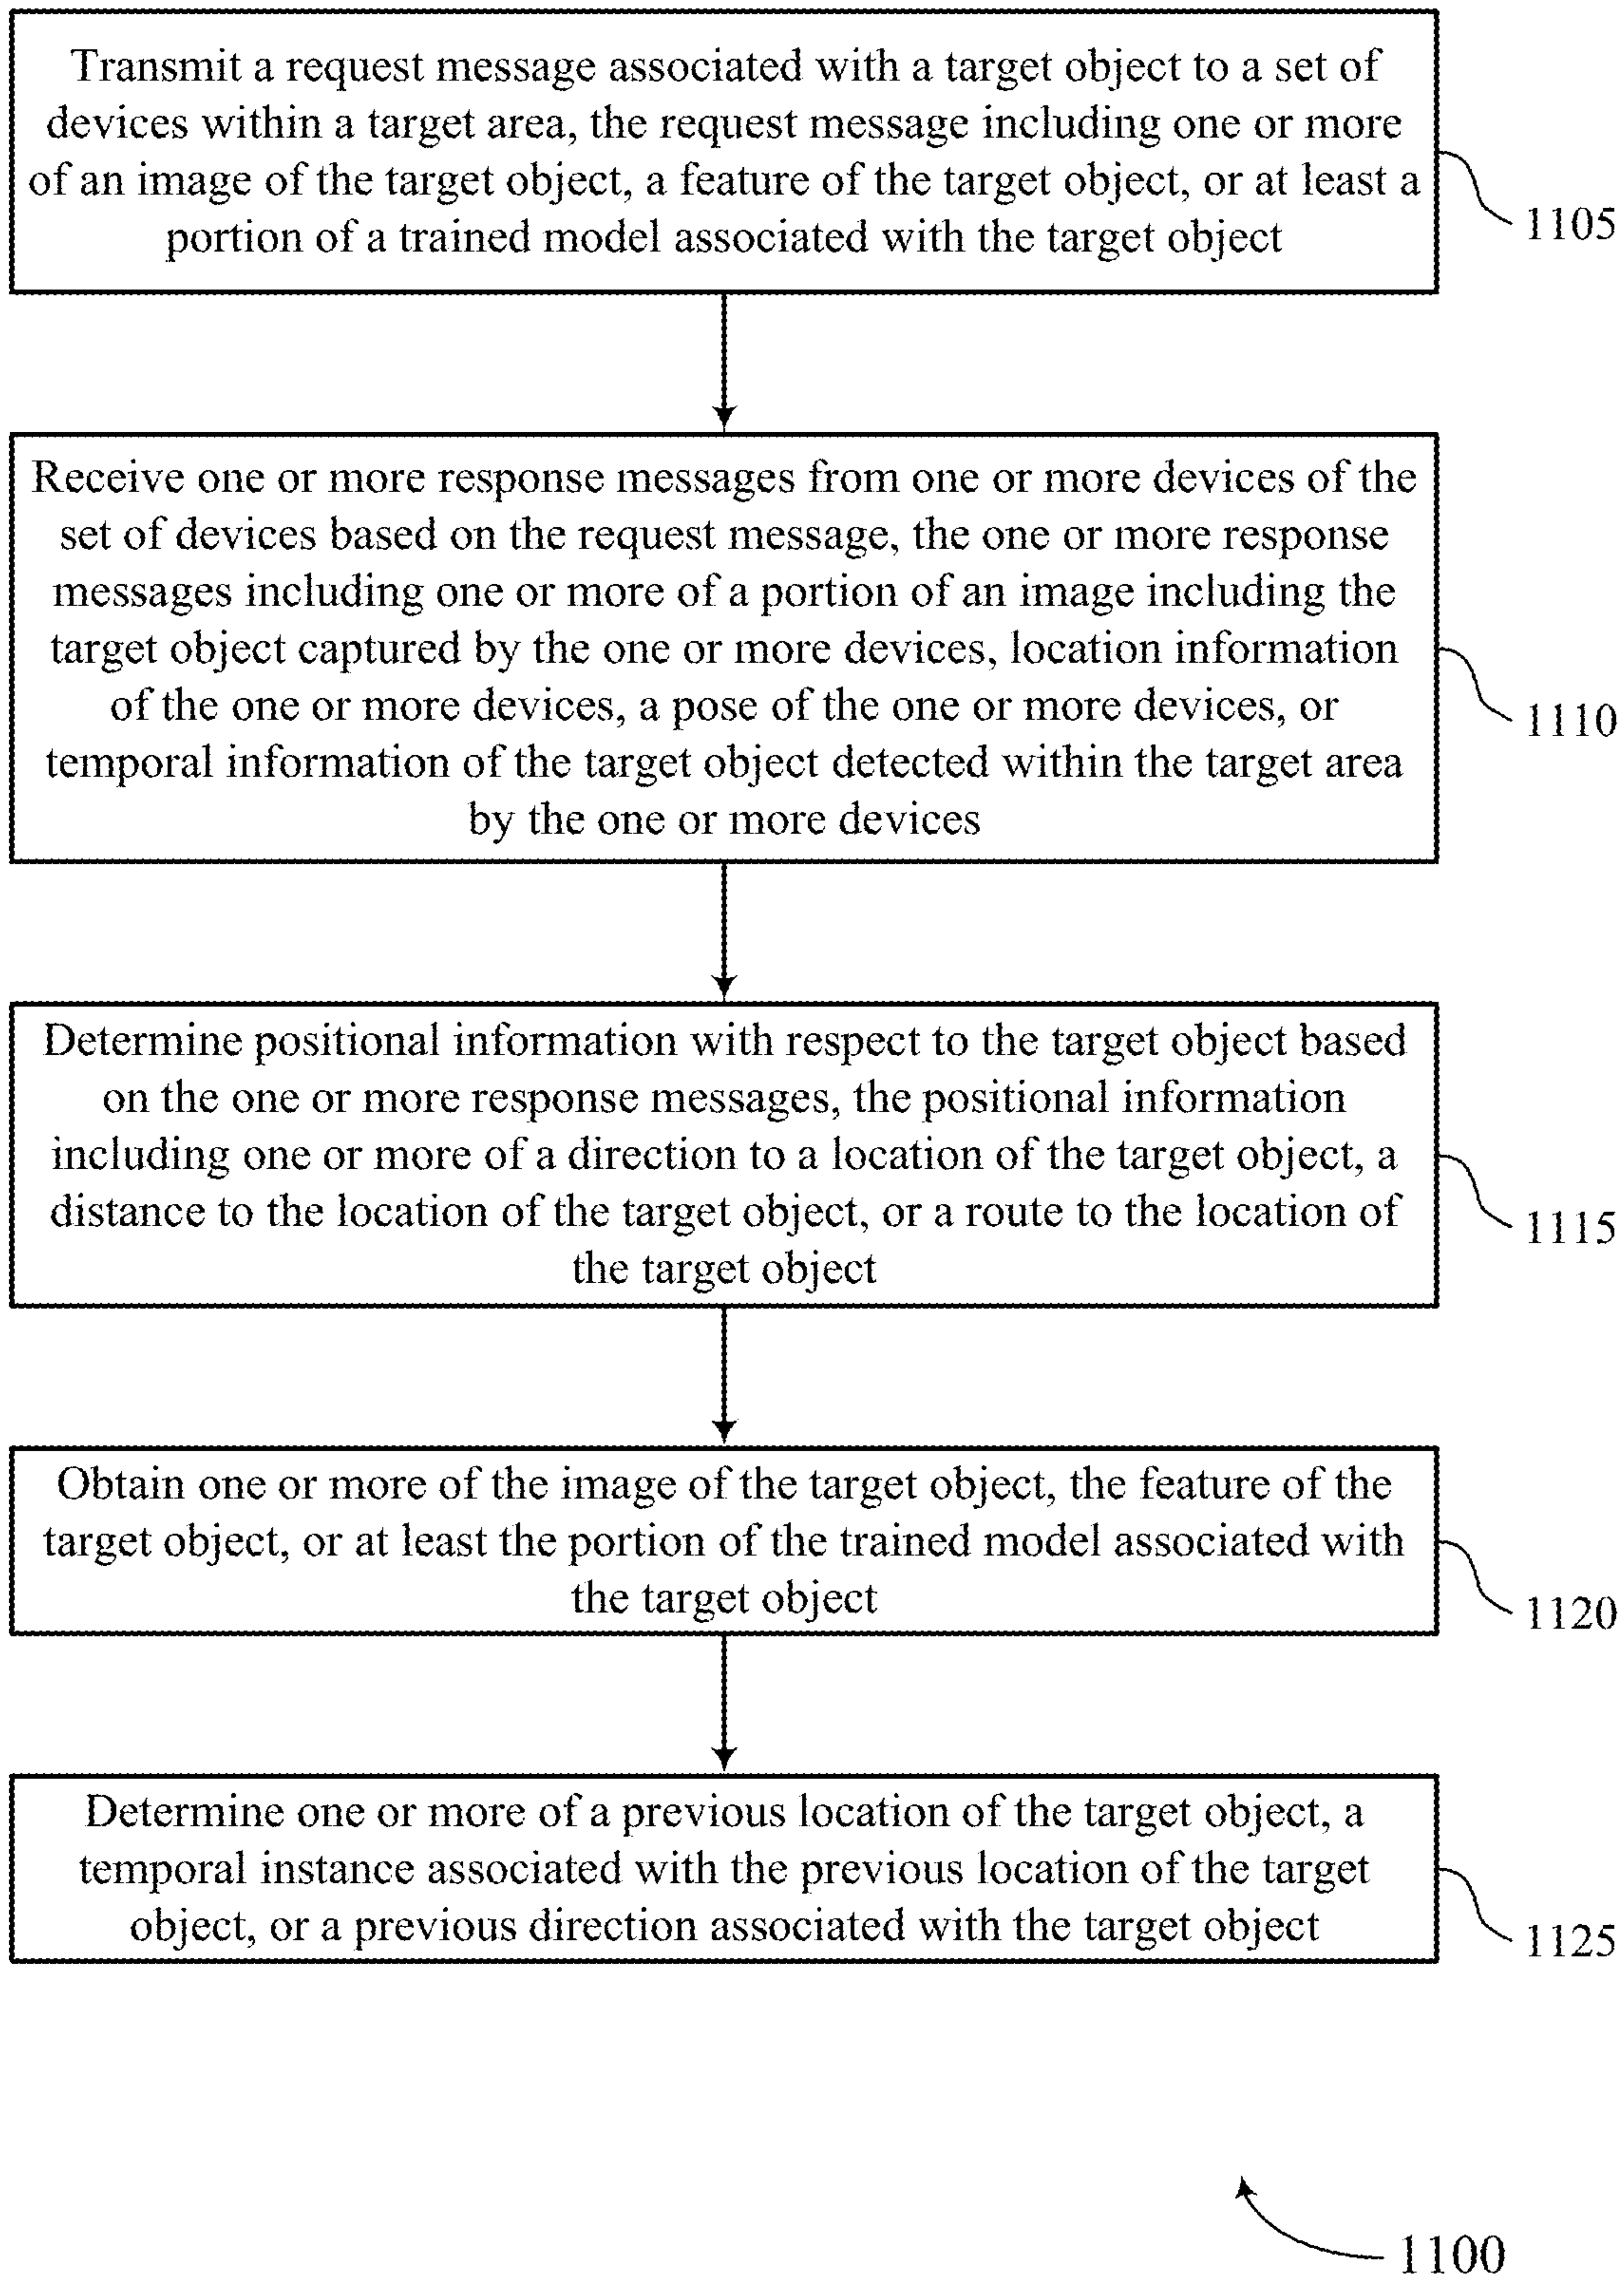 Transmit a request message associated with a target object to a set of
devices within a target area, the request message including one or more
of an image of the target object, a feature of the target object, or at least a
portion of a trained model associated with the target object
1105
Receive one or more response messages from one or more devices of the
set of devices based on the request message, the one or more response
messages including one or more of a portion of an image including the
target object captured by the one or more devices, location information
of the one or more devices, a pose of the one or more devices, or
temporal information of the target object detected within the target area
by the one or more devices
1110
Determine positional information with respect to the target object based
on the one or more response messages, the positional information
including one or more of a direction to a location of the target object, a
distance to the location of the target object, or a route to the location of
the target object
1115
Obtain one or more of the image of the target object, the feature of the
target object, or at least the portion of the trained model associated with
the target object
1120
Determine one or more of a previous location of the target object, a
temporal instance associated with the previous location of the target
object, or a previous direction associated with the target object
1125
1100